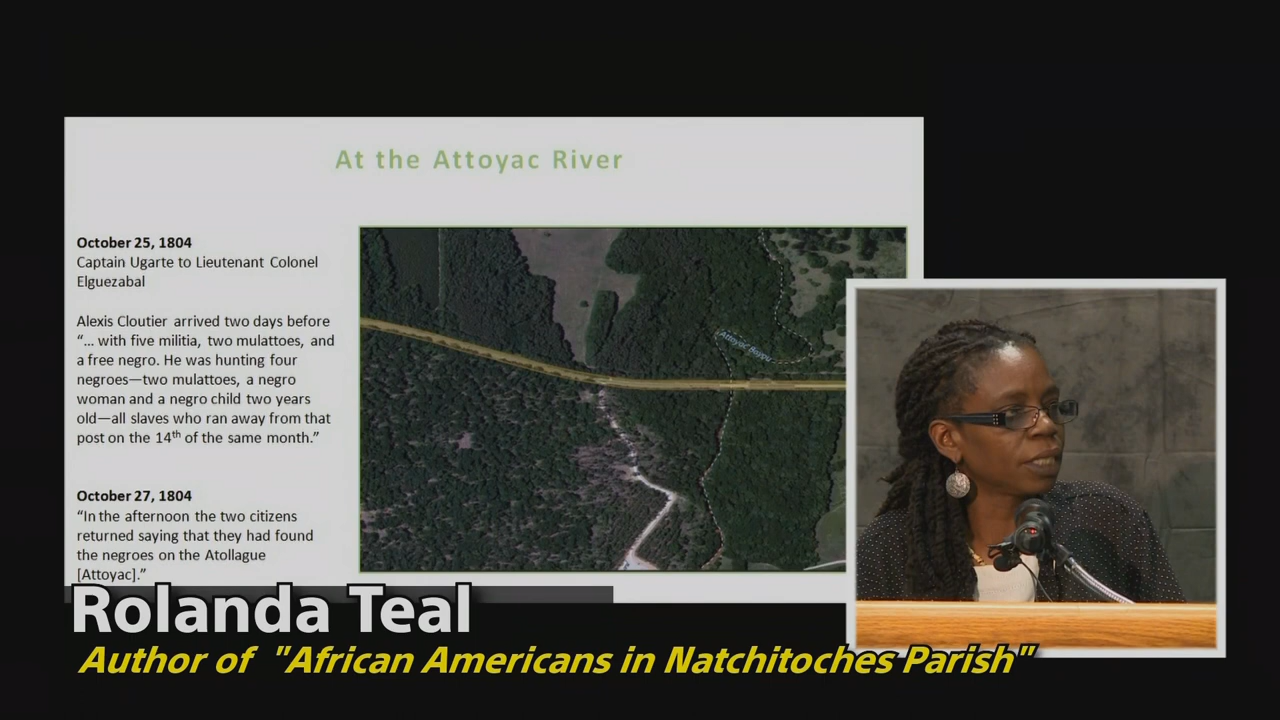 At the Attoyac River
October 25, 1804
Captain Ugarte to Lieutenant Colonel
Elguezabal
Alexis Cloutier arrived two days before
“... with five militia, two mulattoes, and
a free negro. He was hunting four
negroes—two mulattoes, a negro
woman and a negro child two years
old—all slaves who ran away from that
post on the 14th of the same month.”
October 27, 1804
“In the afternoon the two citizens
returned saying that they had found
the negroes on the Atollague
[Attoyac].”
Attoyac Bayou
Rolanda Teal
Author of "African Americans in Natchitoches Parish"